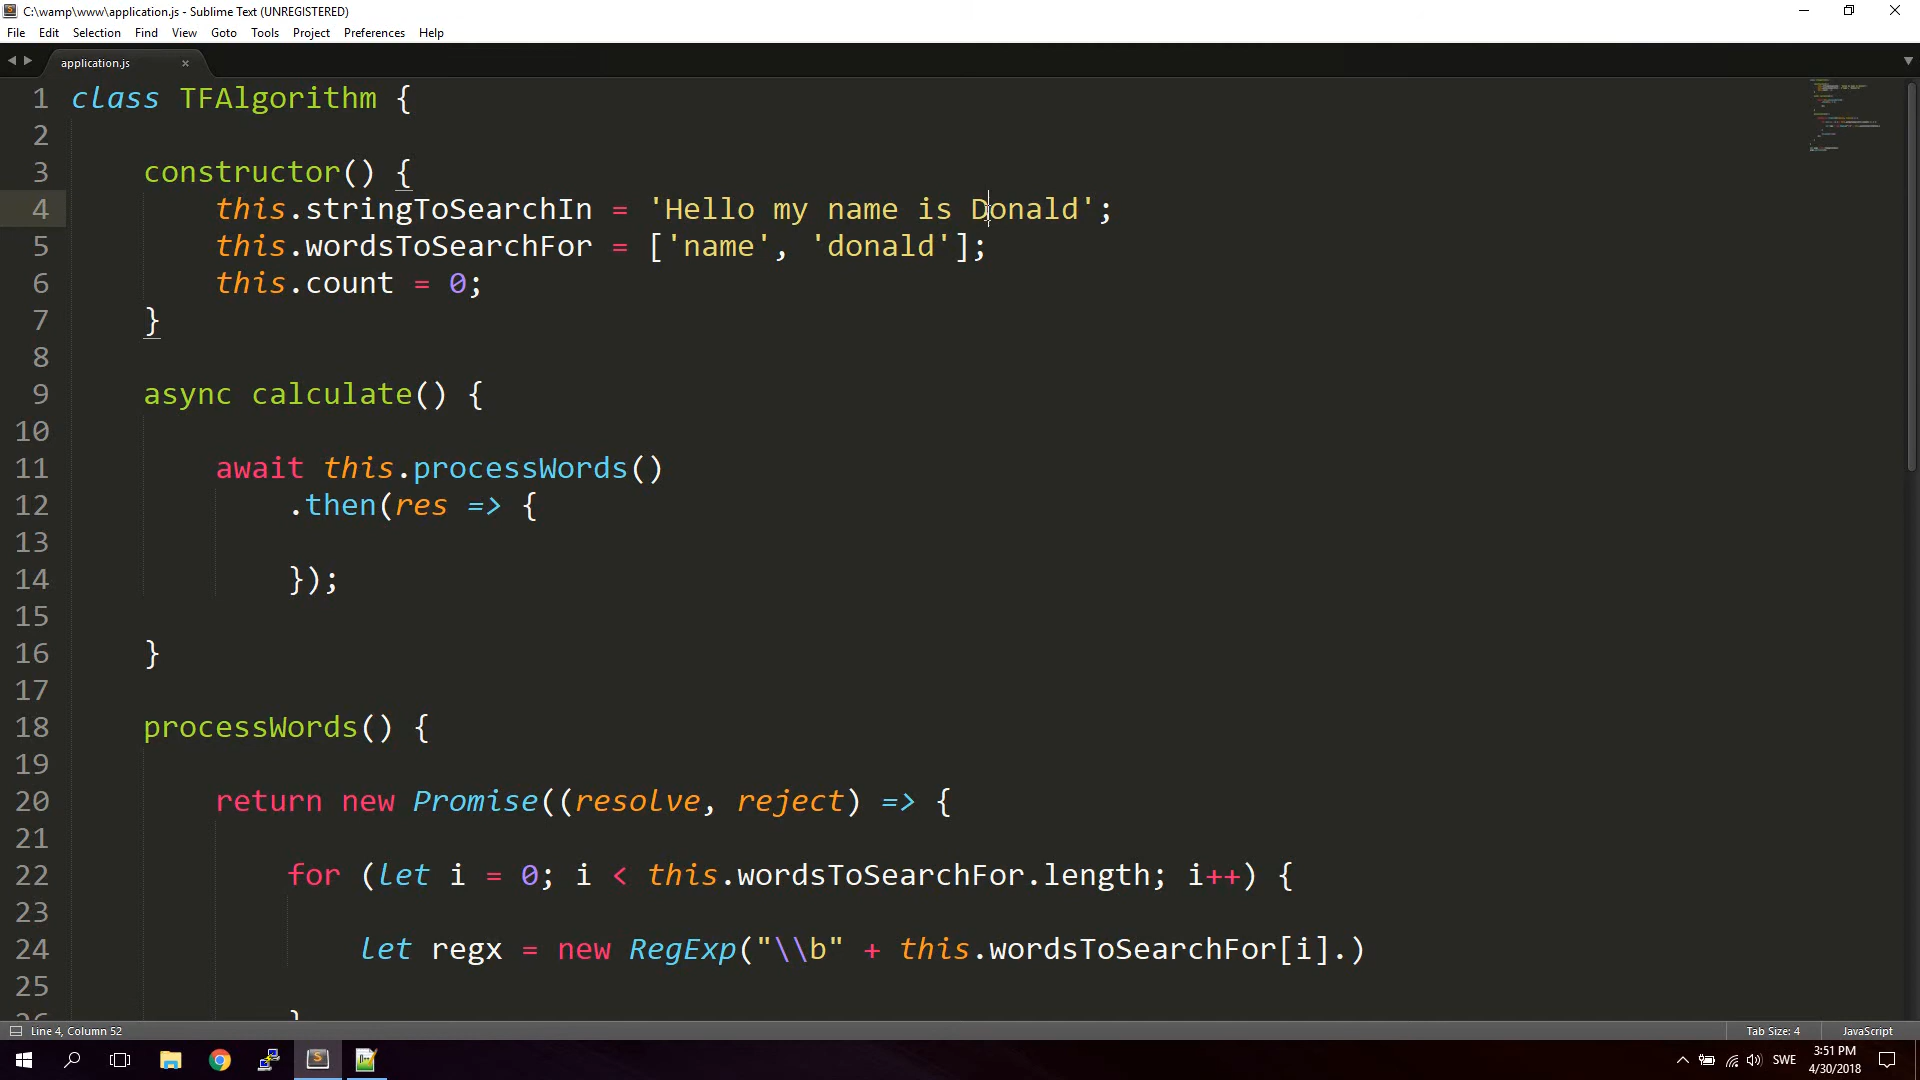 C:\wamp\www\application.js - Sublime Text (UNREGISTERED)
File Edit Selection Find View Goto Tools Project Preferences Help
application.js
1 class TFAlgorithm {
2
3 constructor() {
4 this.stringToSearchIn = 'Hello my name is Donald';
5 this.wordsToSearchFor = ['name', 'donald'];
6 this.count = 0;
7 }
8
9 async calculate() {
10
11 await this.processWords()
12 .then(res => {
13
14 });
15
16 }
17
18 processWords() {
19
20 return new Promise((resolve, reject) => {
21
22 for (let i = 0; i < this.wordsToSearchFor.length; i++) {
23
24 let regx = new RegExp("\\b" + this.wordsToSearchFor[i].)
25
26 }
Line 4, Column 52 Tab Size: 4 JavaScript
SWE 3:51 PM
4/30/2018